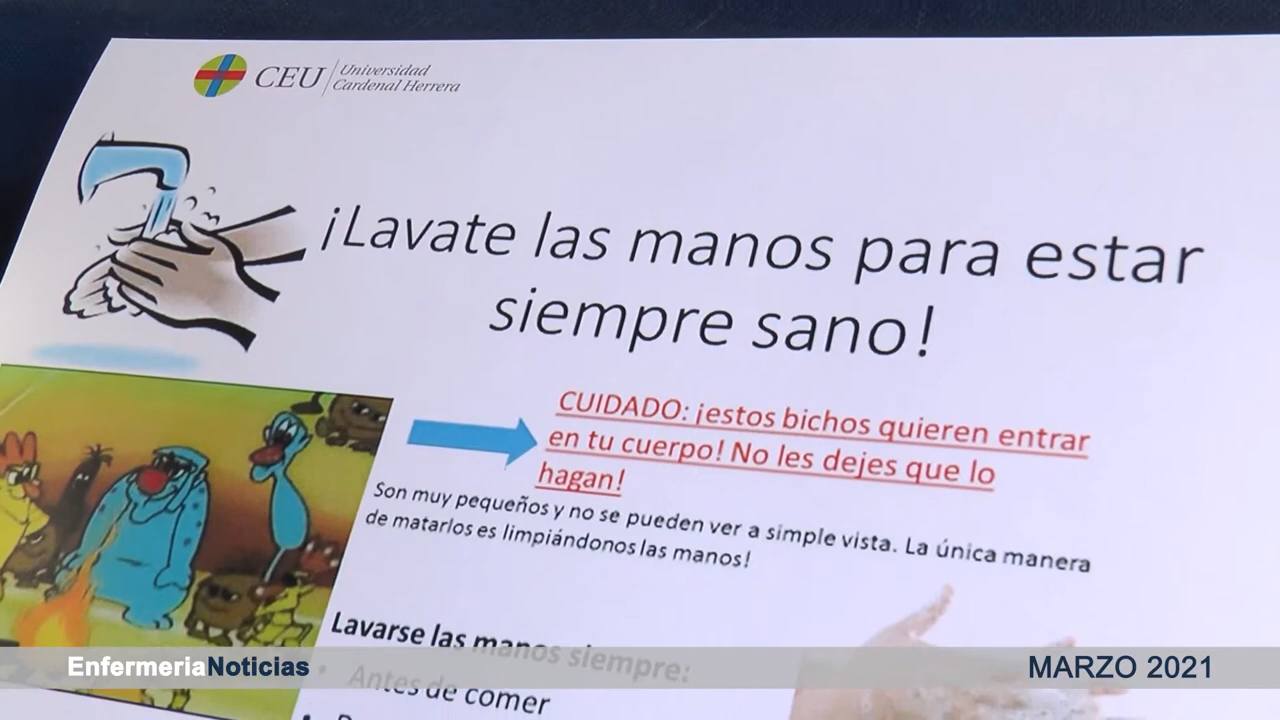 CEU Universidad
Cardenal Herrera
¡Lavate las manos para estar
siempre sano!
CUIDADO: ¡estos bichos quieren entrar
en tu cuerpo! No les dejes que lo
hagan!
Son muy pequeños y no se pueden ver a simple vista. La única manera
de matarlos es limpiándonos las manos!
Lavarse las manos siempre:
• Antes de comer
EnfermeriaNoticias
MARZO 2021